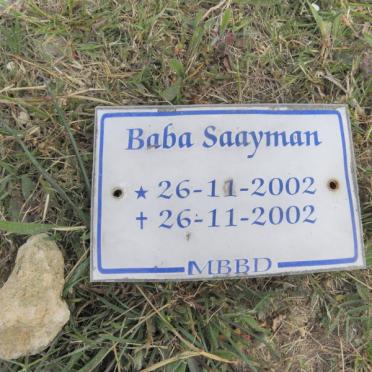 Baba Saayman
★ 26-11-2002
✝ 26-11-2002
MBBD